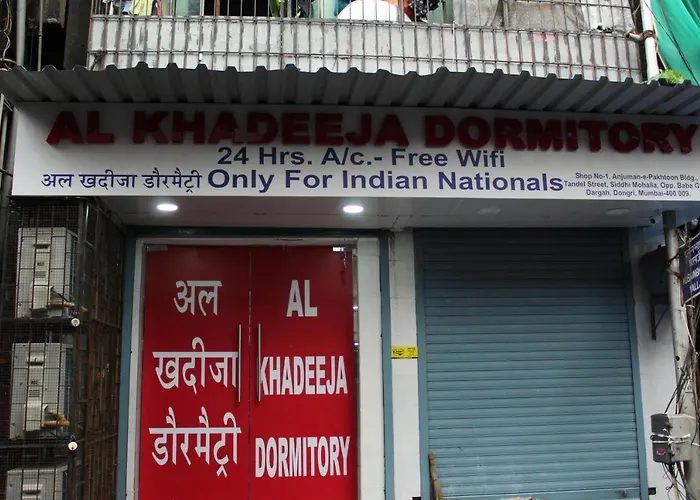 AL KHADEEJA DORMITORY
24 Hrs. A/c.- Free Wifi
अल खदीजा डौरमैट्री Only For Indian Nationals
Shop No-1, Anjuman-e-Pakhtoon Bldg.,
Tandel Street, Siddhi Mohalla, Opp. Baba G
Dargah, Dongri, Mumbai-400 009.
अल
खदीजा
डौरमैट्री
AL
KHADEEJA
DORMITORY